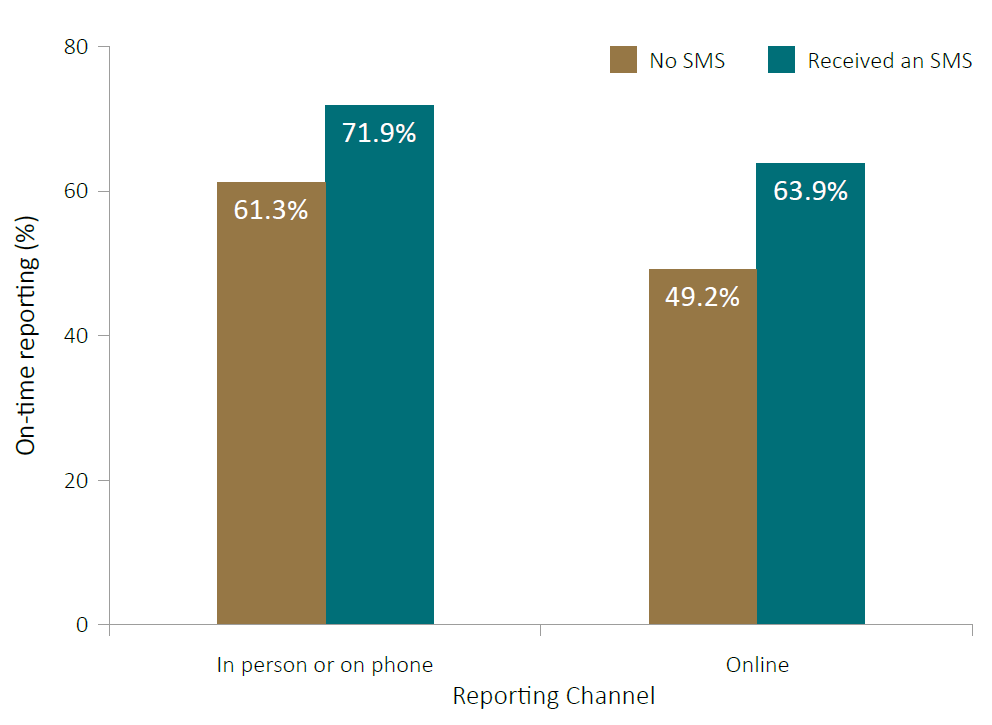 80
No SMS
Received an SMS
71.9%
61.3%
63.9%
60
49.2%
40
20
0
On-time reporting (%)
In person or on phone
Online
Reporting Channel